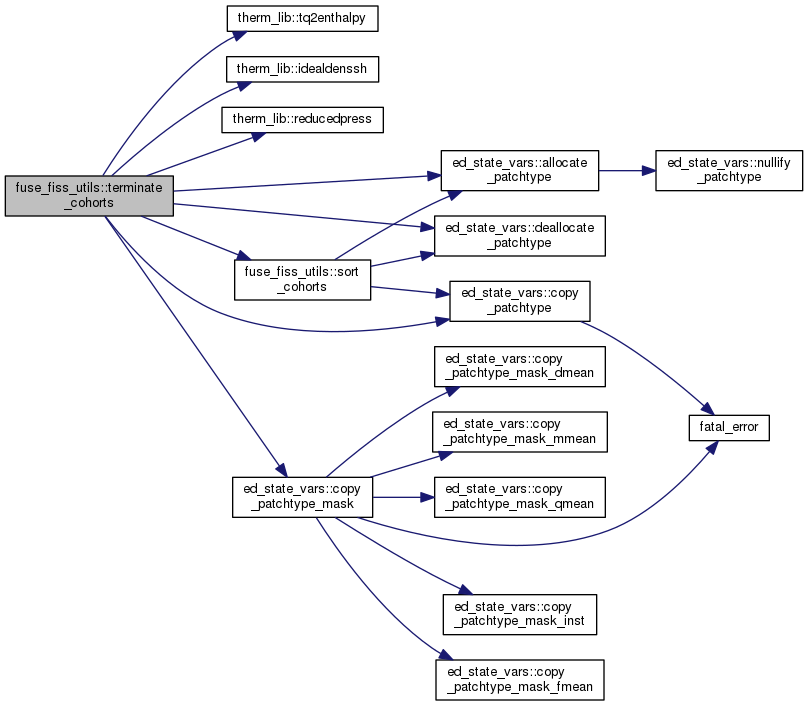 therm_lib::tq2enthalpy
therm_lib::idealdenssh
therm_lib::reducedpress
ed_state_vars::allocate
_patchtype
ed_state_vars::nullify
_patchtype
fuse_fiss_utils::terminate
_cohorts
ed_state_vars::deallocate
_patchtype
fuse_fiss_utils::sort
_cohorts
ed_state_vars::copy
_patchtype
ed_state_vars::copy
_patchtype_mask_dmean
fatal_error
ed_state_vars::copy
_patchtype_mask_mmean
ed_state_vars::copy
_patchtype_mask
ed_state_vars::copy
_patchtype_mask_qmean
ed_state_vars::copy
_patchtype_mask_inst
ed_state_vars::copy
_patchtype_mask_fmean